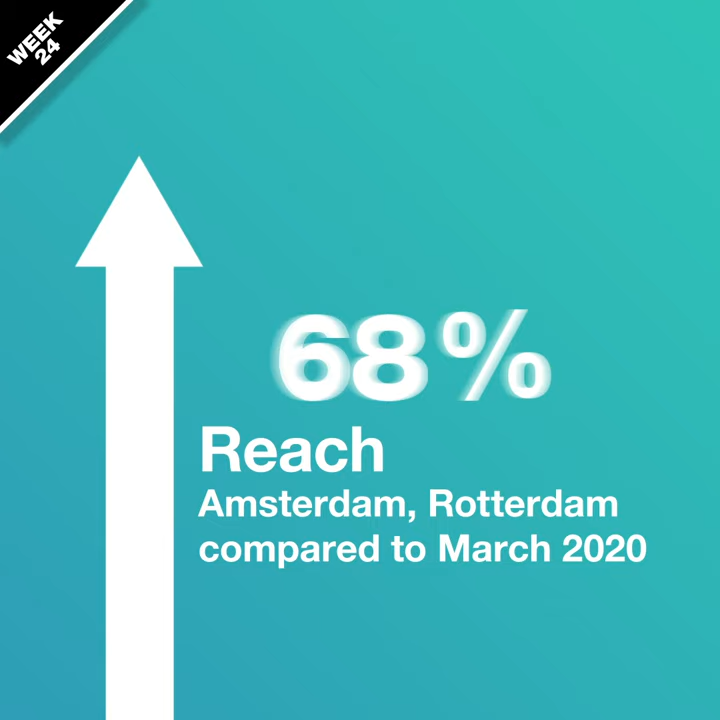 WEEK
24
68%
Reach
Amsterdam, Rotterdam
compared to March 2020